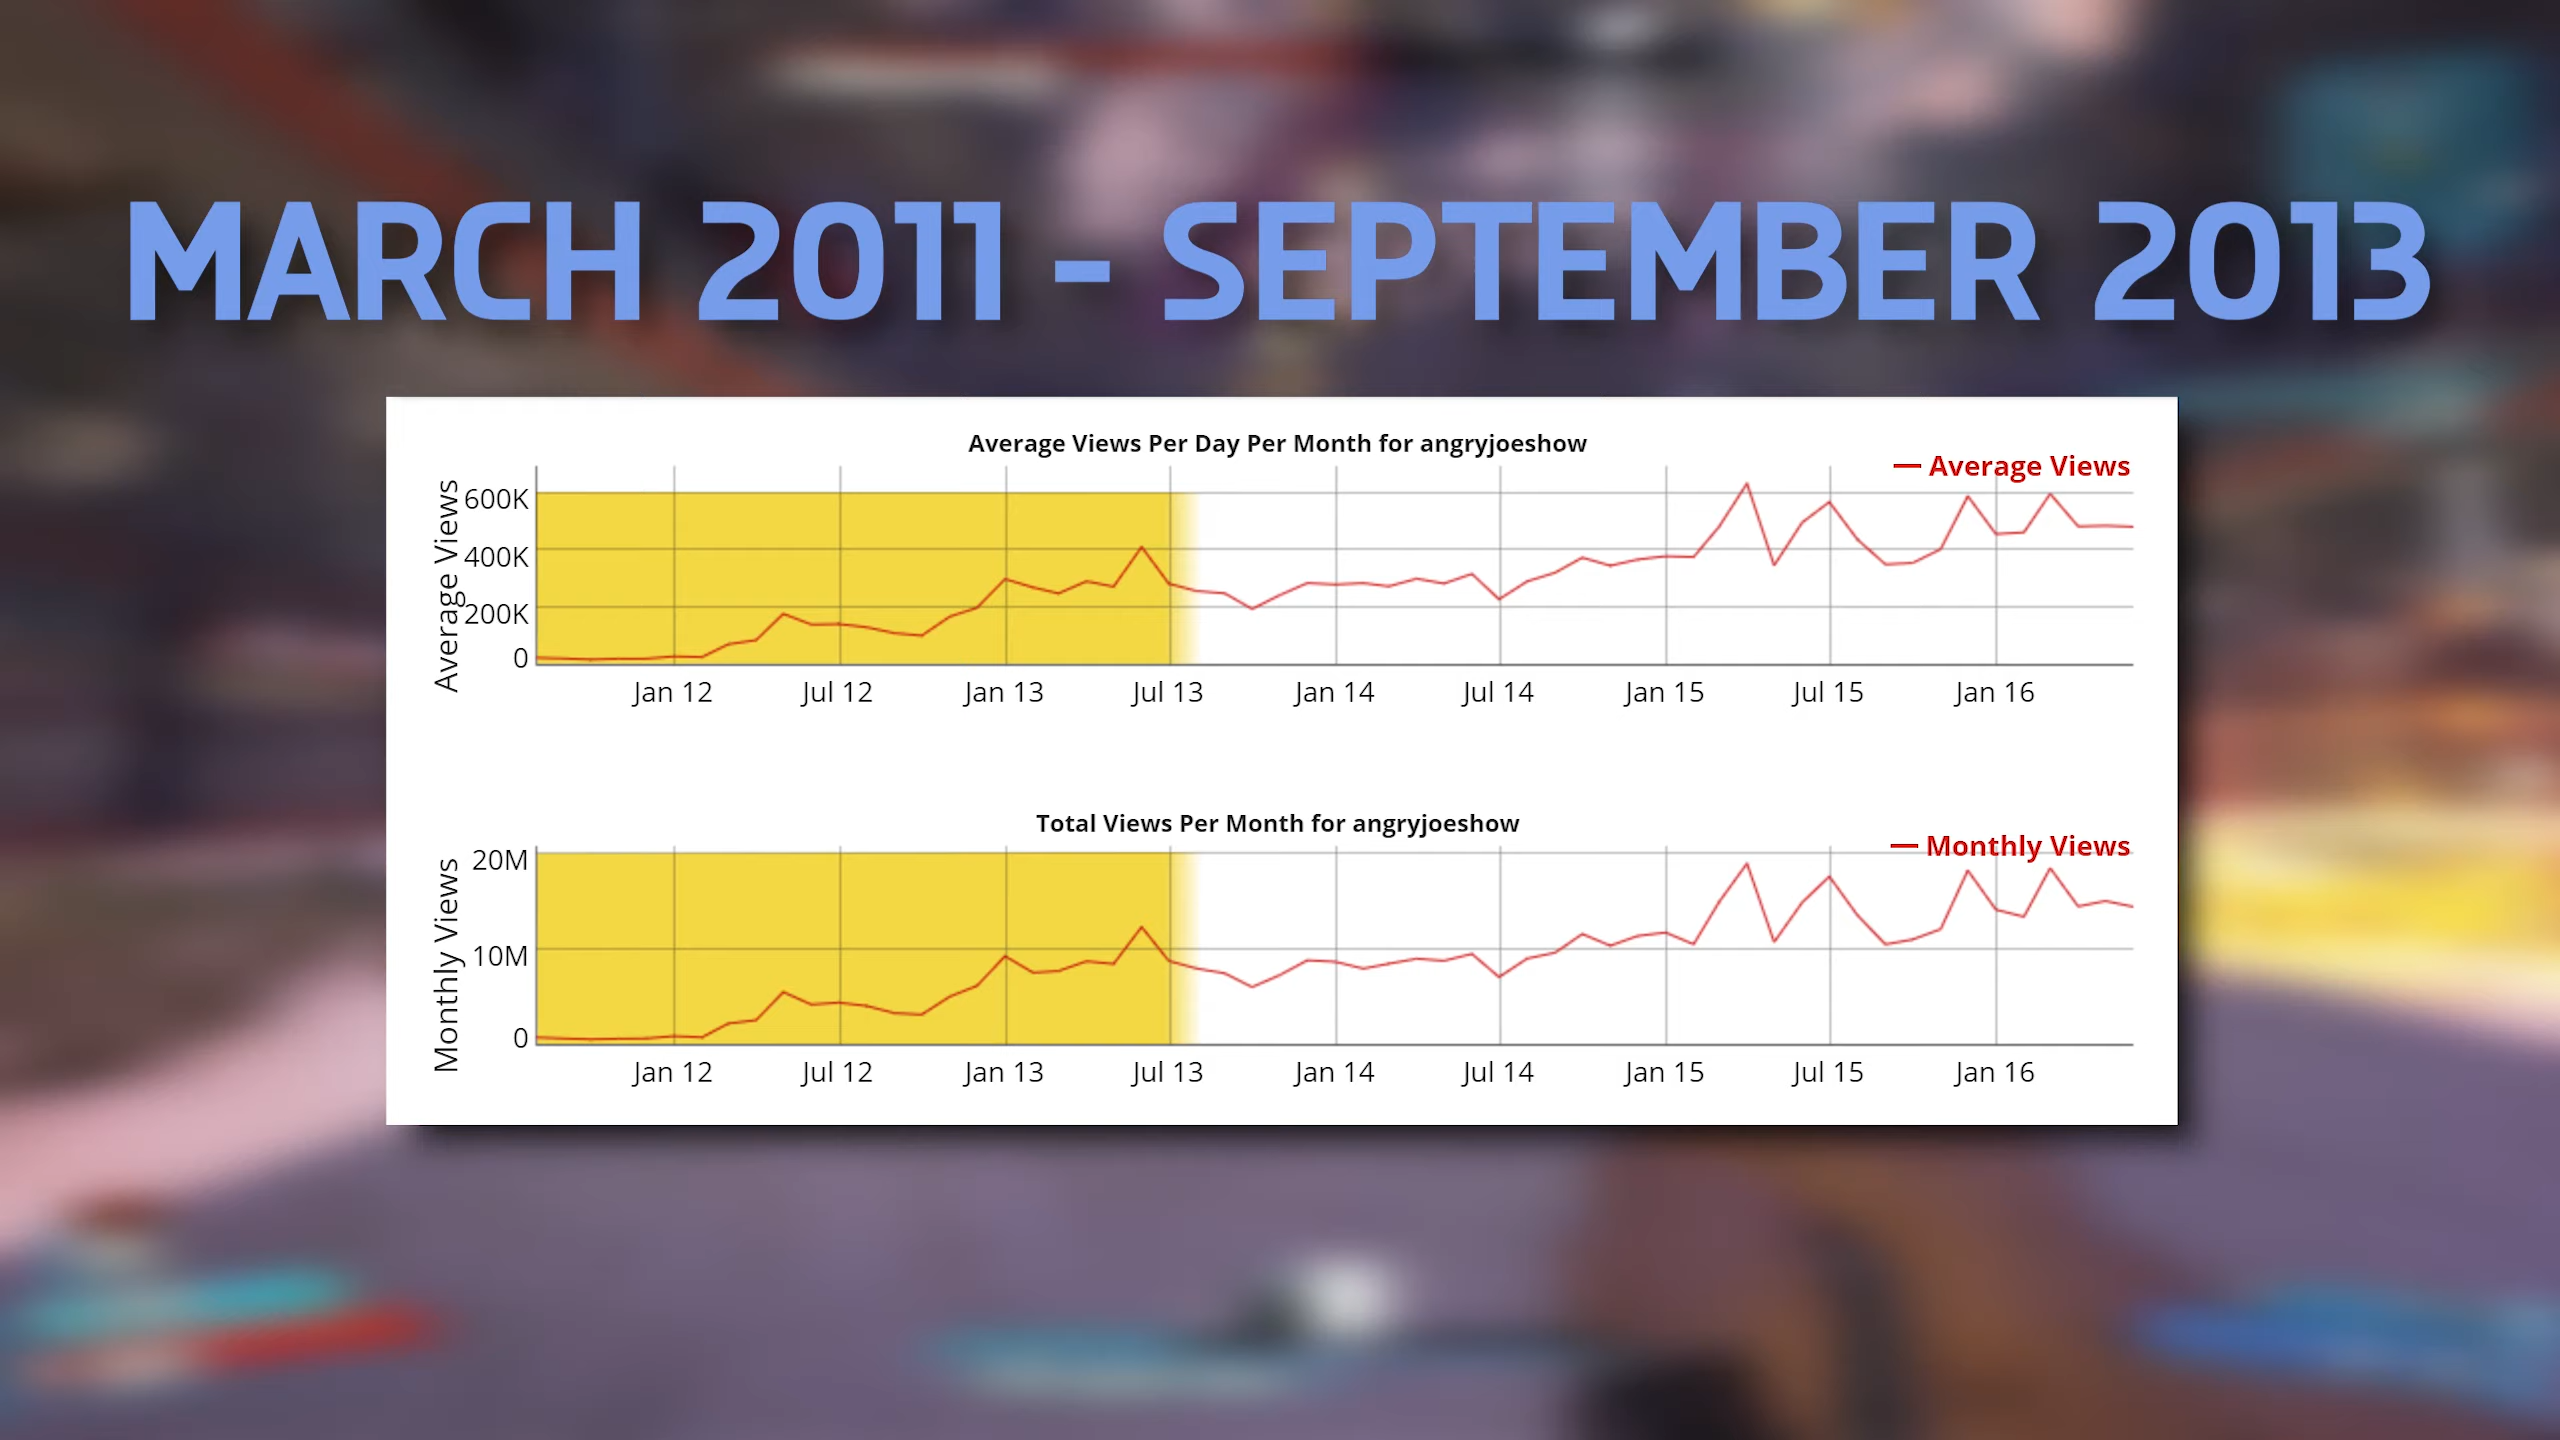 MARCH 2011 - SEPTEMBER 2013
Average Views Per Day Per Month for angryjoeshow
Average Views
Average Views
600K
400K
200K
0
Jan 12 Jul 12 Jan 13 Jul 13 Jan 14 Jul 14 Jan 15 Jul 15 Jan 16
Total Views Per Month for angryjoeshow
Monthly Views
Monthly Views
20M
10M
0
Jan 12 Jul 12 Jan 13 Jul 13 Jan 14 Jul 14 Jan 15 Jul 15 Jan 16